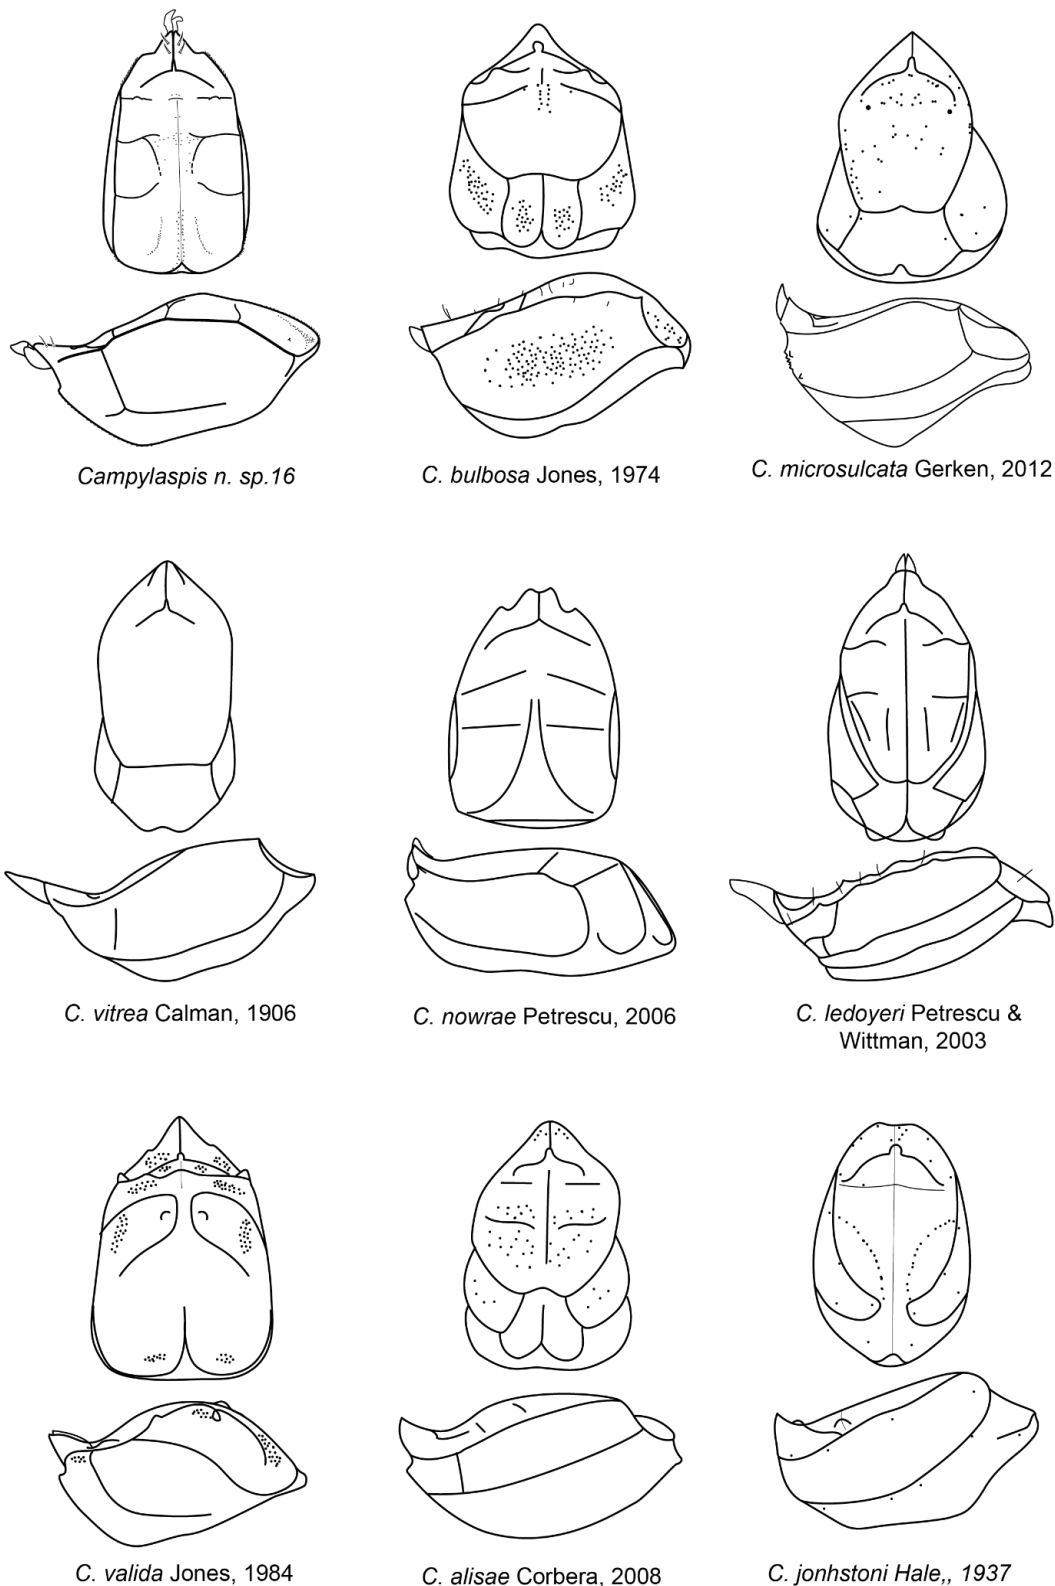 Campylaspis n. sp.16
C. bulbosa Jones, 1974
C. microsulcata Gerken, 2012
C. vitrea Calman, 1906
C. nowrae Petrescu, 2006
C. ledoyeri Petrescu &
Wittman, 2003
C. valida Jones, 1984
C. alisae Corbera, 2008
C. jonhstoni Hale,, 1937